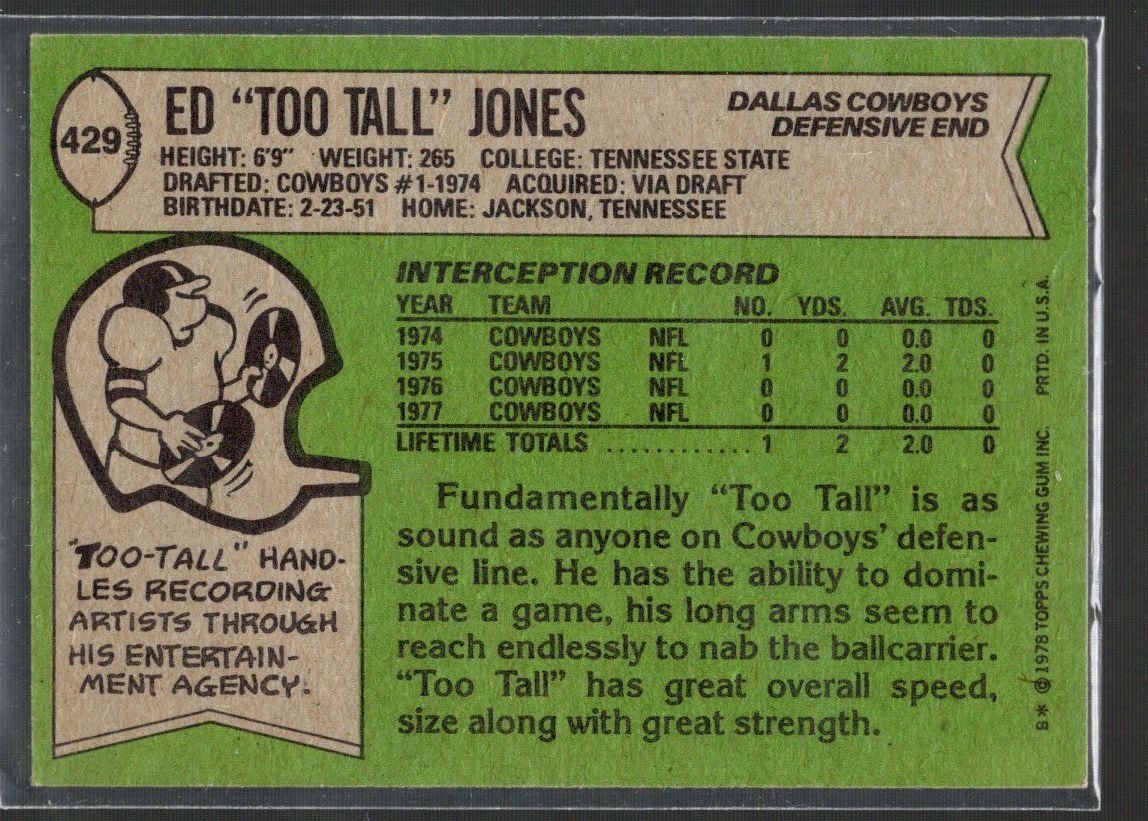 429
ED "TOO TALL" JONES
DALLAS COWBOYS
DEFENSIVE END
HEIGHT: 6'9" WEIGHT: 265 COLLEGE: TENNESSEE STATE
DRAFTED: COWBOYS #1-1974 ACQUIRED: VIA DRAFT
BIRTHDATE: 2-23-51 HOME: JACKSON, TENNESSEE
"TOO-TALL" HAND-
LES RECORDING
ARTISTS THROUGH
HIS ENTERTAIN-
MENT AGENCY.
INTERCEPTION RECORD
YEAR TEAM NO. YDS. AVG. TDS.
1974 COWBOYS NFL 0 0 0.0 0
1975 COWBOYS NFL 1 2 2.0 0
1976 COWBOYS NFL 0 0 0.0 0
1977 COWBOYS NFL 0 0 0.0 0
LIFETIME TOTALS ............ 1 2 2.0 0
Fundamentally "Too Tall" is as
sound as anyone on Cowboys' defen-
sive line. He has the ability to domi-
nate a game, his long arms seem to
reach endlessly to nab the ballcarrier.
"Too Tall" has great overall speed,
size along with great strength.
B* © 1978 TOPPS CHEWING GUM INC. PRTD. IN U.S.A.